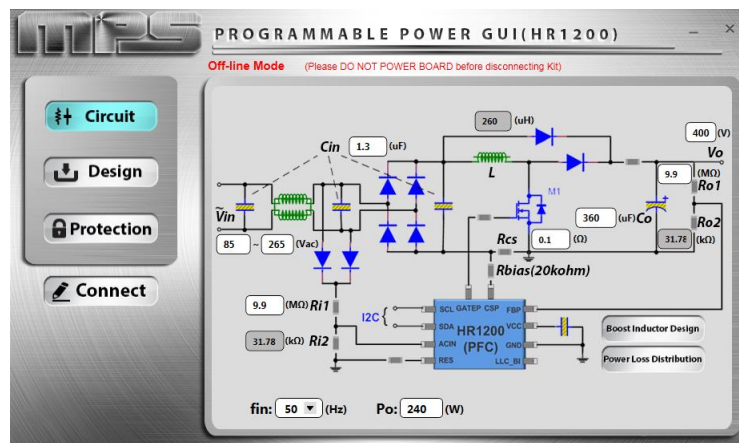 MPS
PROGRAMMABLE POWER GUI(HR1200)
Off-line Mode (Please DO NOT POWER BOARD before disconnecting Kit)
Circuit
Design
Protection
Connect
260 (uH)
400 (V)
Cin 1.3 (uF)
Vo
L
9.9 (MΩ)
Ro1
M1
~
Vin
360 (uF) Co
Ro2
85 ~ 265 (Vac)
Rcs 0.1 (Ω)
31.78 (kΩ)
Rbias(20kohm)
9.9 (MΩ) Ri1
I2C
SCL GATEP CSP FBP
SDA HR1200 VCC
31.78 (kΩ) Ri2
ACIN (PFC) GND
RES LLC_BI
Boost Inductor Design
Power Loss Distribution
fin: 50 (Hz) Po: 240 (W)